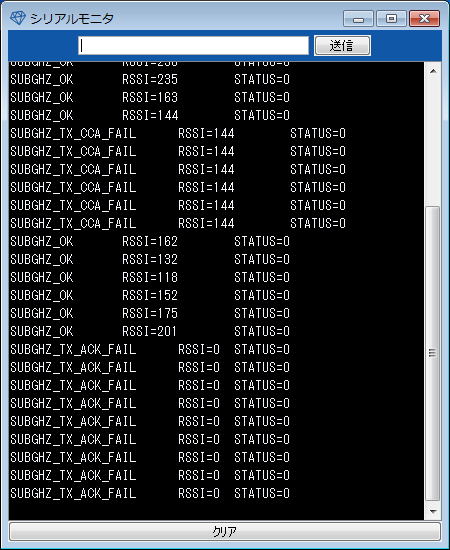 シリアルモニタ
送信
SUBGHZ_OK RSSI=235 STATUS=0
SUBGHZ_OK RSSI=163 STATUS=0
SUBGHZ_OK RSSI=144 STATUS=0
SUBGHZ_TX_CCA_FAIL RSSI=144 STATUS=0
SUBGHZ_TX_CCA_FAIL RSSI=144 STATUS=0
SUBGHZ_TX_CCA_FAIL RSSI=144 STATUS=0
SUBGHZ_TX_CCA_FAIL RSSI=144 STATUS=0
SUBGHZ_TX_CCA_FAIL RSSI=144 STATUS=0
SUBGHZ_TX_CCA_FAIL RSSI=144 STATUS=0
SUBGHZ_OK RSSI=162 STATUS=0
SUBGHZ_OK RSSI=132 STATUS=0
SUBGHZ_OK RSSI=118 STATUS=0
SUBGHZ_OK RSSI=152 STATUS=0
SUBGHZ_OK RSSI=175 STATUS=0
SUBGHZ_OK RSSI=201 STATUS=0
SUBGHZ_TX_ACK_FAIL RSSI=0 STATUS=0
SUBGHZ_TX_ACK_FAIL RSSI=0 STATUS=0
SUBGHZ_TX_ACK_FAIL RSSI=0 STATUS=0
SUBGHZ_TX_ACK_FAIL RSSI=0 STATUS=0
SUBGHZ_TX_ACK_FAIL RSSI=0 STATUS=0
SUBGHZ_TX_ACK_FAIL RSSI=0 STATUS=0
SUBGHZ_TX_ACK_FAIL RSSI=0 STATUS=0
SUBGHZ_TX_ACK_FAIL RSSI=0 STATUS=0
SUBGHZ_TX_ACK_FAIL RSSI=0 STATUS=0
クリア